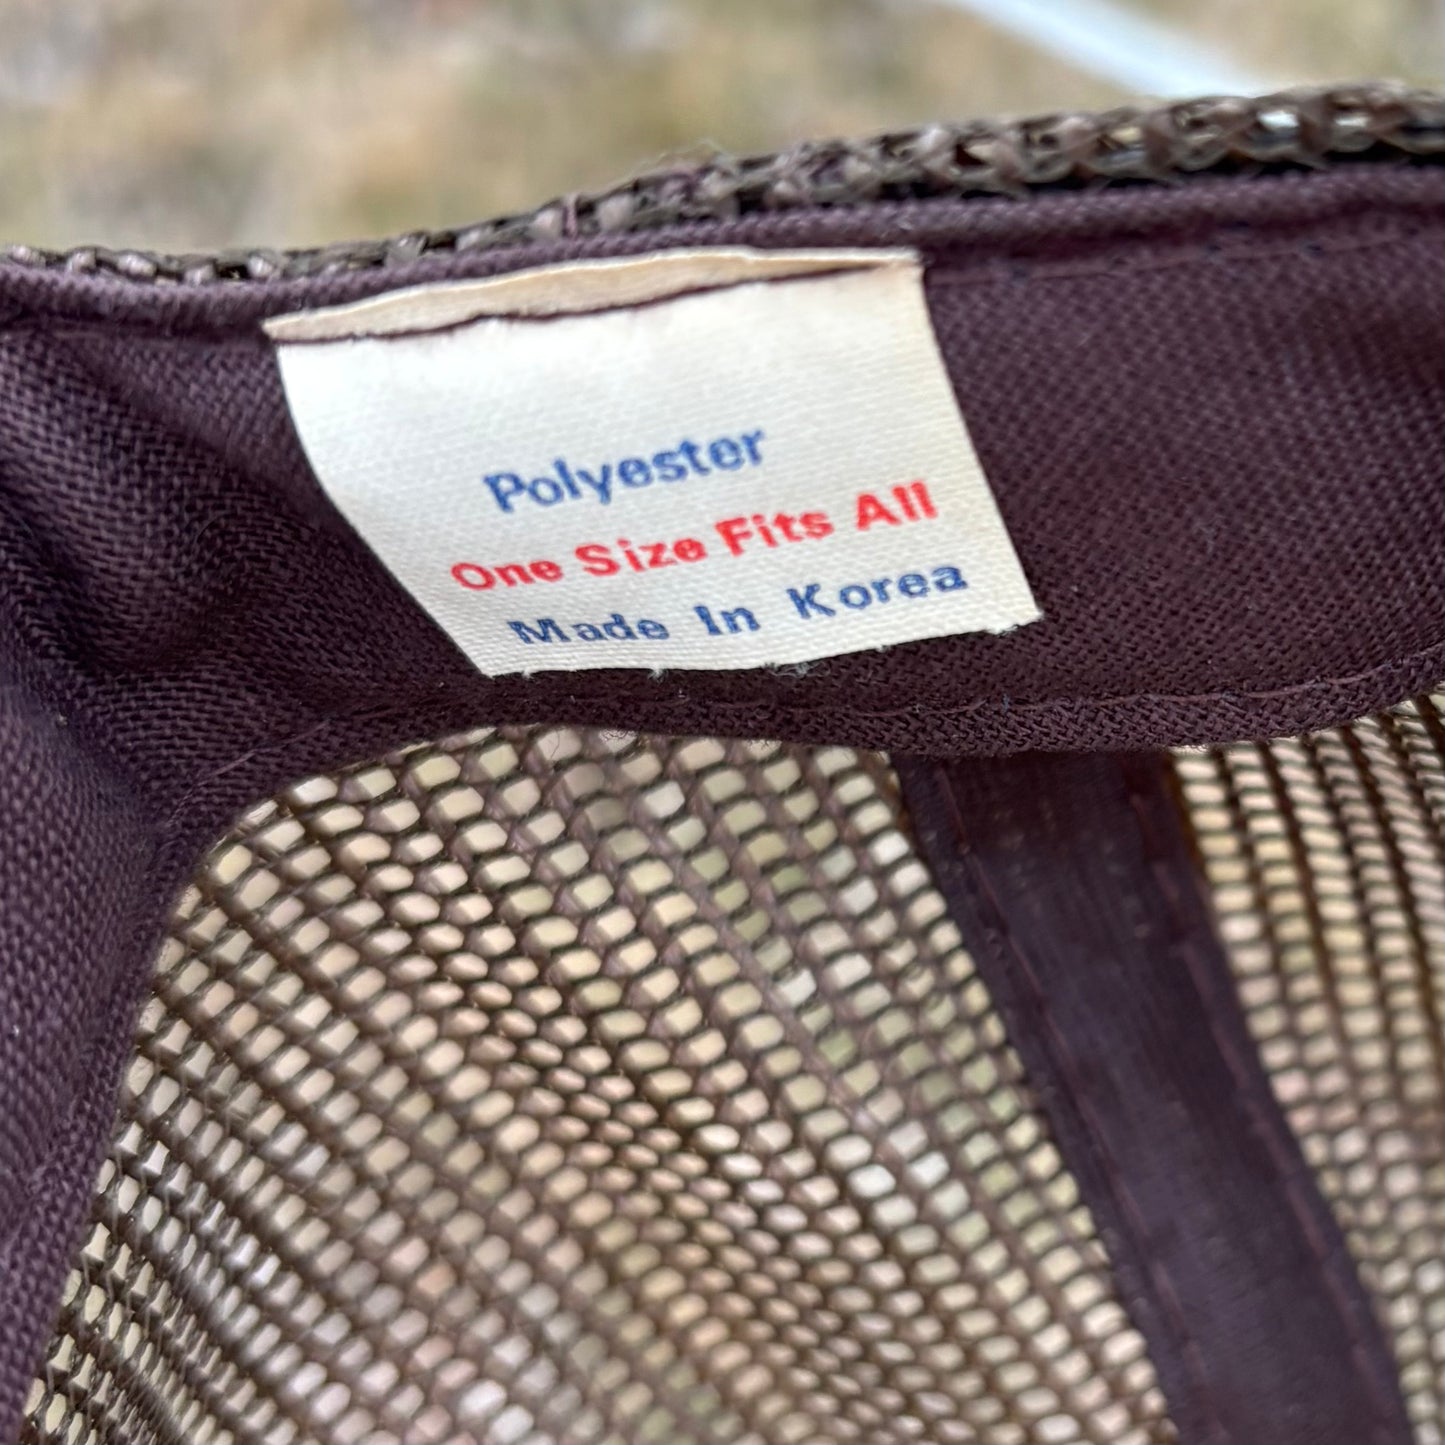 Polyester
One Size Fits All
Made In Korea